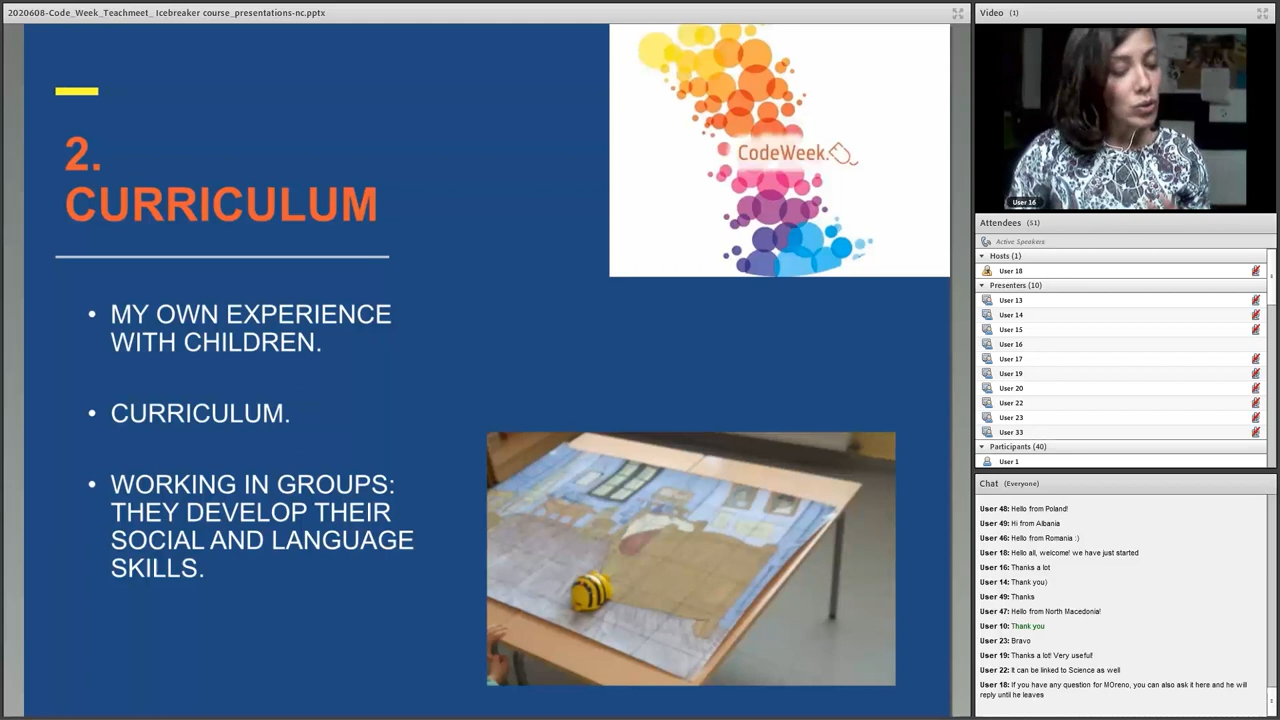 2020608-Code_Week_Teachmeet_ Icebreaker course_presentations-nc.pptx
2.
CURRICULUM
MY OWN EXPERIENCE
WITH CHILDREN.
CURRICULUM.
WORKING IN GROUPS:
THEY DEVELOP THEIR
SOCIAL AND LANGUAGE
SKILLS.
CodeWeek.
Video (1)
User 16
Attendees (51)
Active Speakers
Hosts (1)
User 18
Presenters (10)
User 13
User 14
User 15
User 16
User 17
User 19
User 20
User 22
User 23
User 33
Participants (40)
User 1
Chat (Everyone)
User 48: Hello from Poland!
User 49: Hi from Albania
User 46: Hello from Romania :)
User 18: Hello all, welcome! we have just started
User 16: Thanks a lot
User 14: Thank you)
User 49: Thanks
User 47: Hello from North Macedonia!
User 10: Thank you
User 23: Bravo
User 19: Thanks a lot! Very useful!
User 22: it can be linked to Science as well
User 18: If you have any question for MOreno, you can also ask it here and he will
reply until he leaves